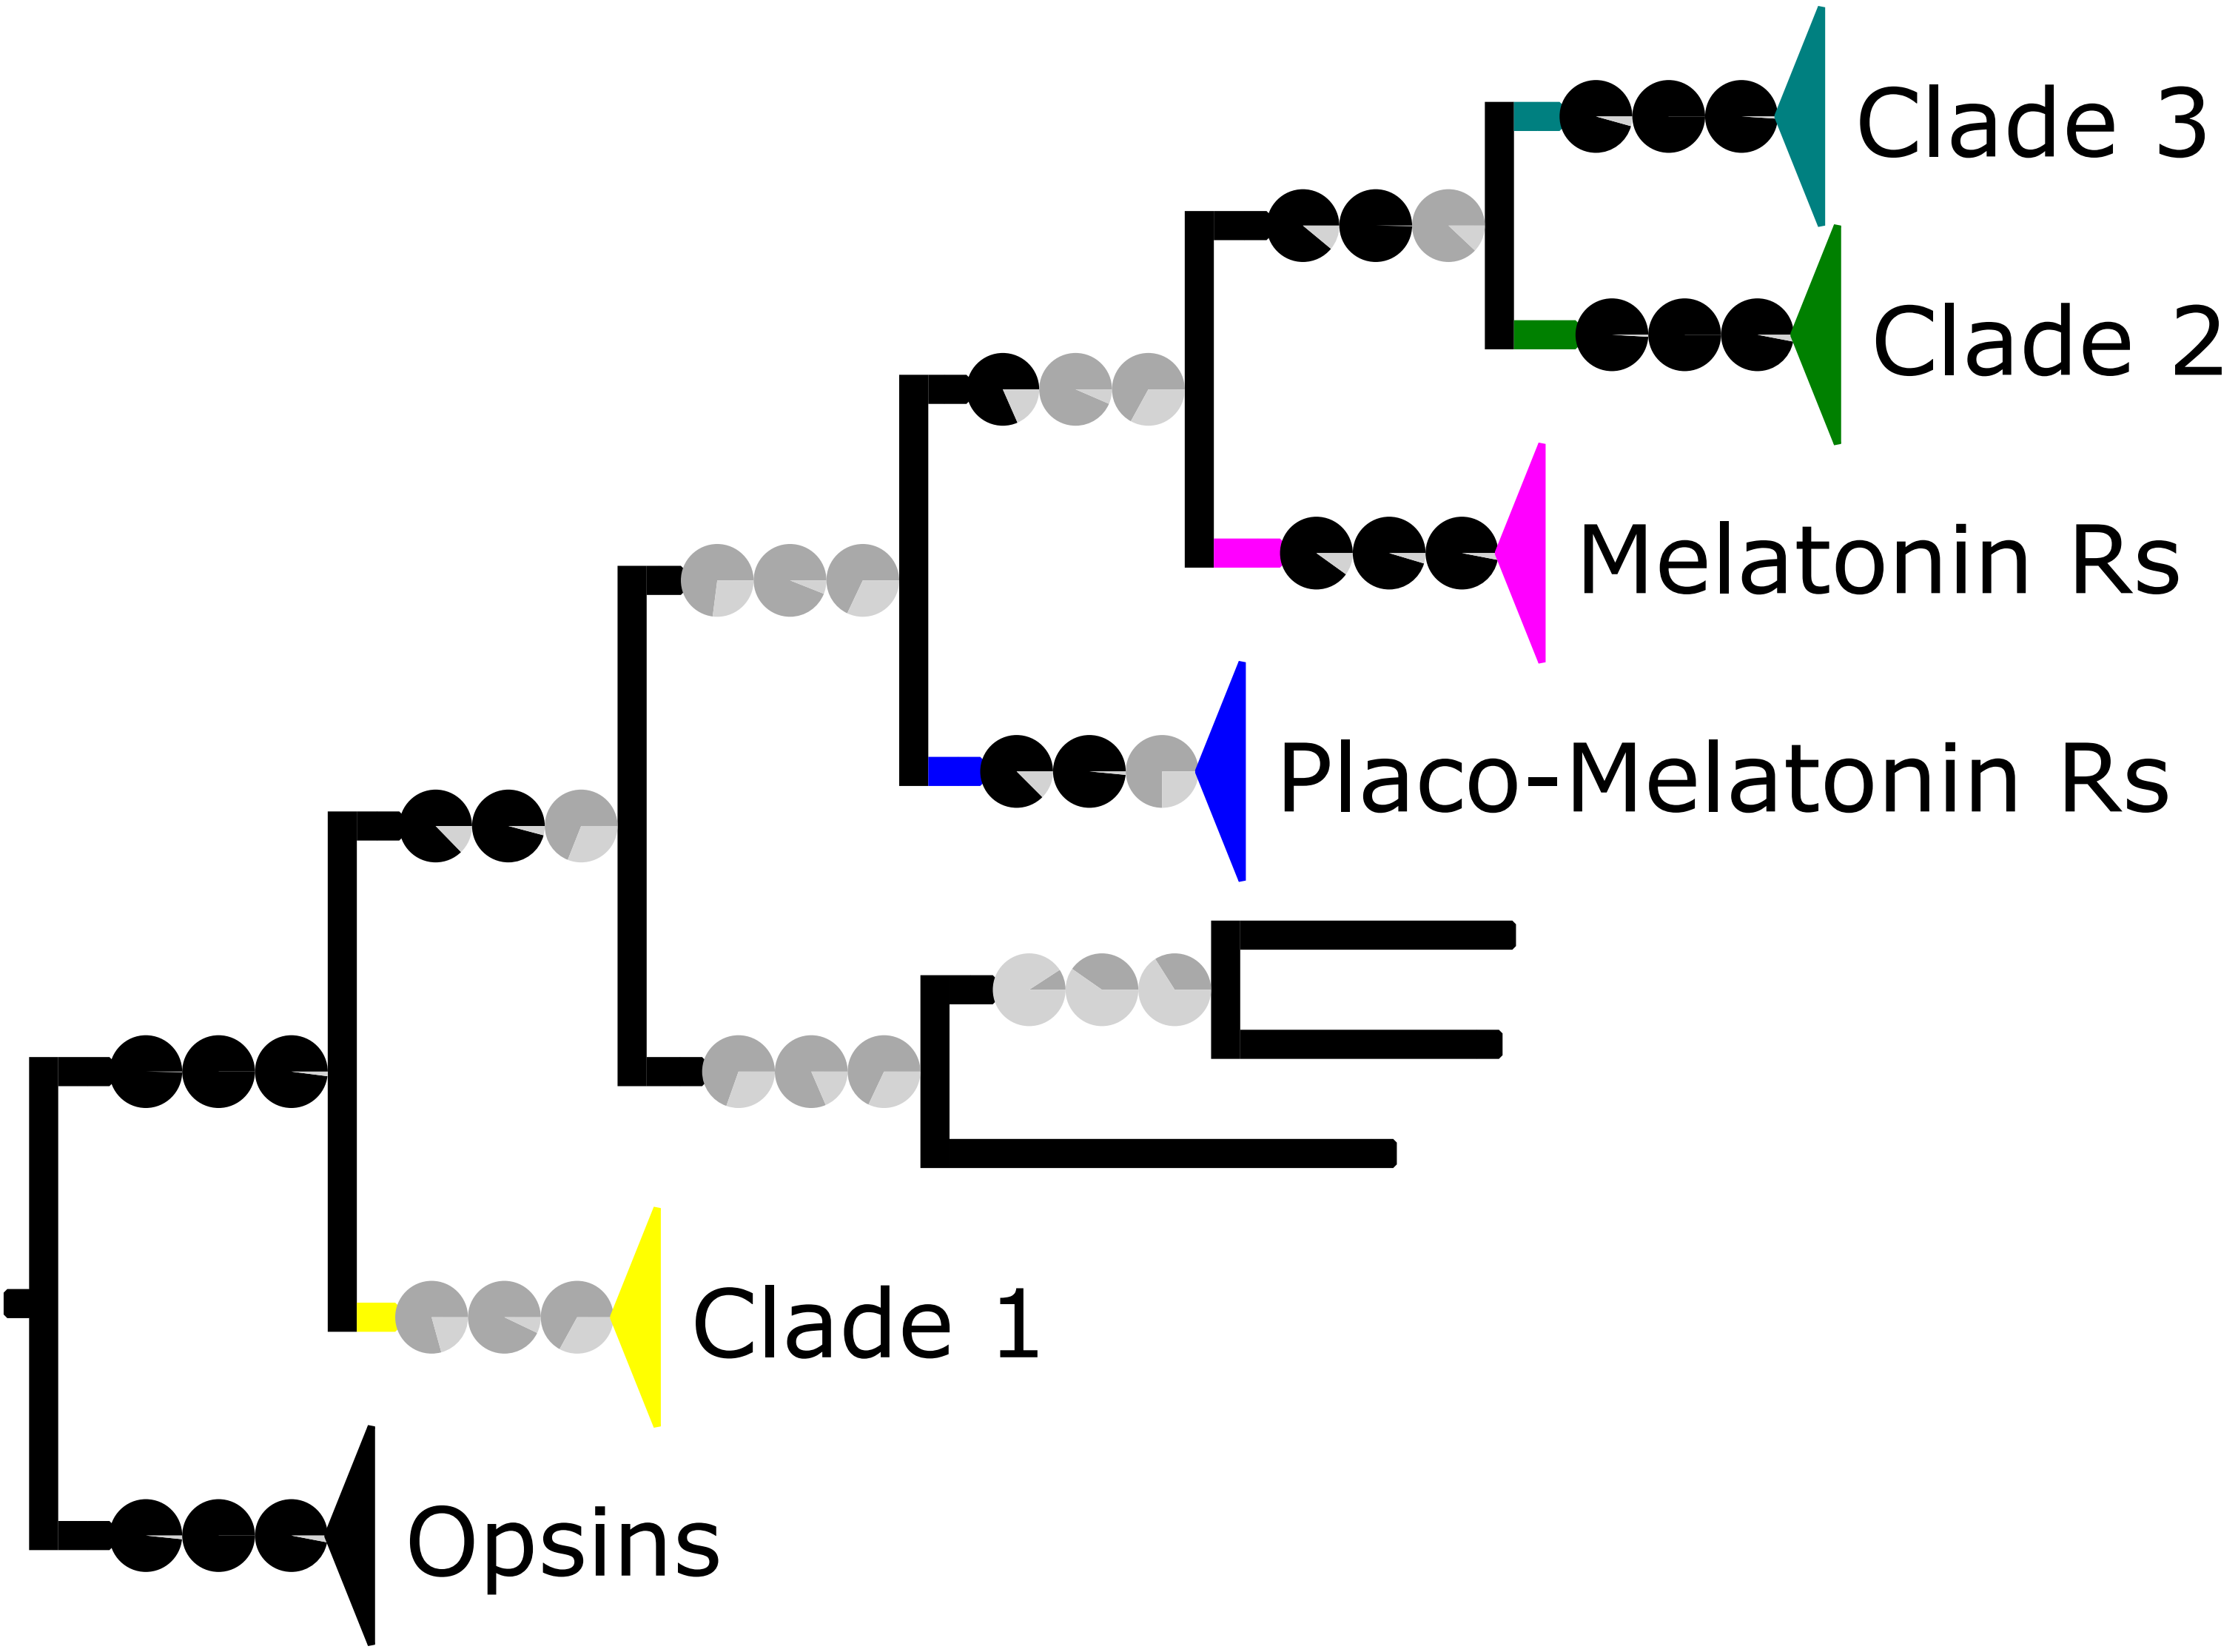 Clade 3
Clade 2
Melatonin Rs
Placo-Melatonin Rs
Clade 1
Opsins